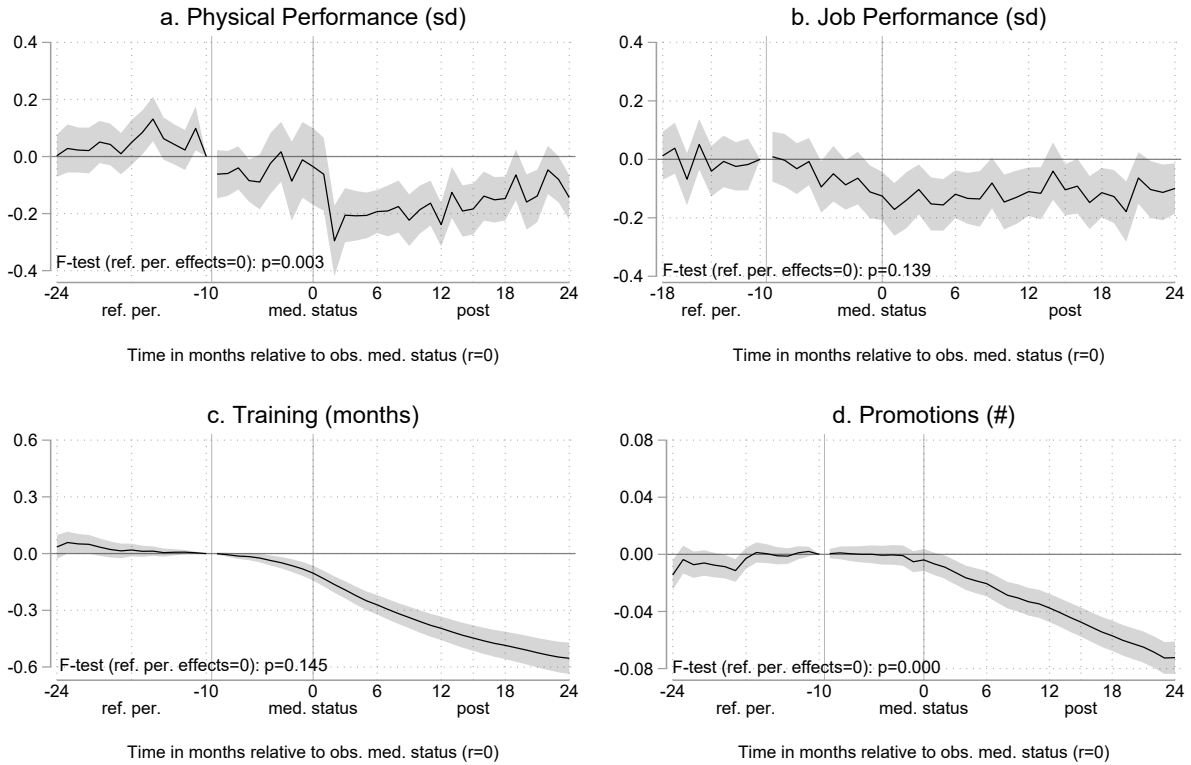 a. Physical Performance (sd)
0.4
0.2
0.0
-0.2
-0.4
F-test (ref. per. effects=0): p=0.003
-24 -10 0 6 12 18 24
ref. per. med. status post
Time in months relative to obs. med. status (r=0)
b. Job Performance (sd)
0.4
0.2
0.0
-0.2
-0.4
F-test (ref. per. effects=0): p=0.139
-18 -10 0 6 12 18 24
ref. per. med. status post
Time in months relative to obs. med. status (r=0)
c. Training (months)
0.6
0.3
0.0
-0.3
-0.6
F-test (ref. per. effects=0): p=0.145
-24 -10 0 6 12 18 24
ref. per. med. status post
Time in months relative to obs. med. status (r=0)
d. Promotions (#)
0.08
0.04
0.00
-0.04
-0.08
F-test (ref. per. effects=0): p=0.000
-24 -10 0 6 12 18 24
ref. per. med. status post
Time in months relative to obs. med. status (r=0)